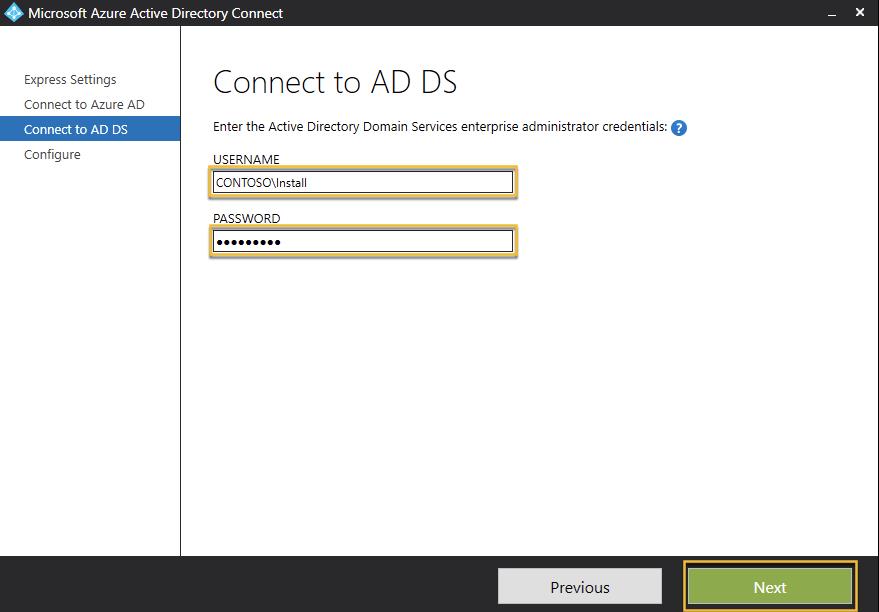 Microsoft Azure Active Directory Connect
Express Settings
Connect to Azure AD
Connect to AD DS
Configure
Connect to AD DS
Enter the Active Directory Domain Services enterprise administrator credentials: ?
USERNAME
CONTOSO\Install
PASSWORD
●●●●●●●●●
Previous
Next